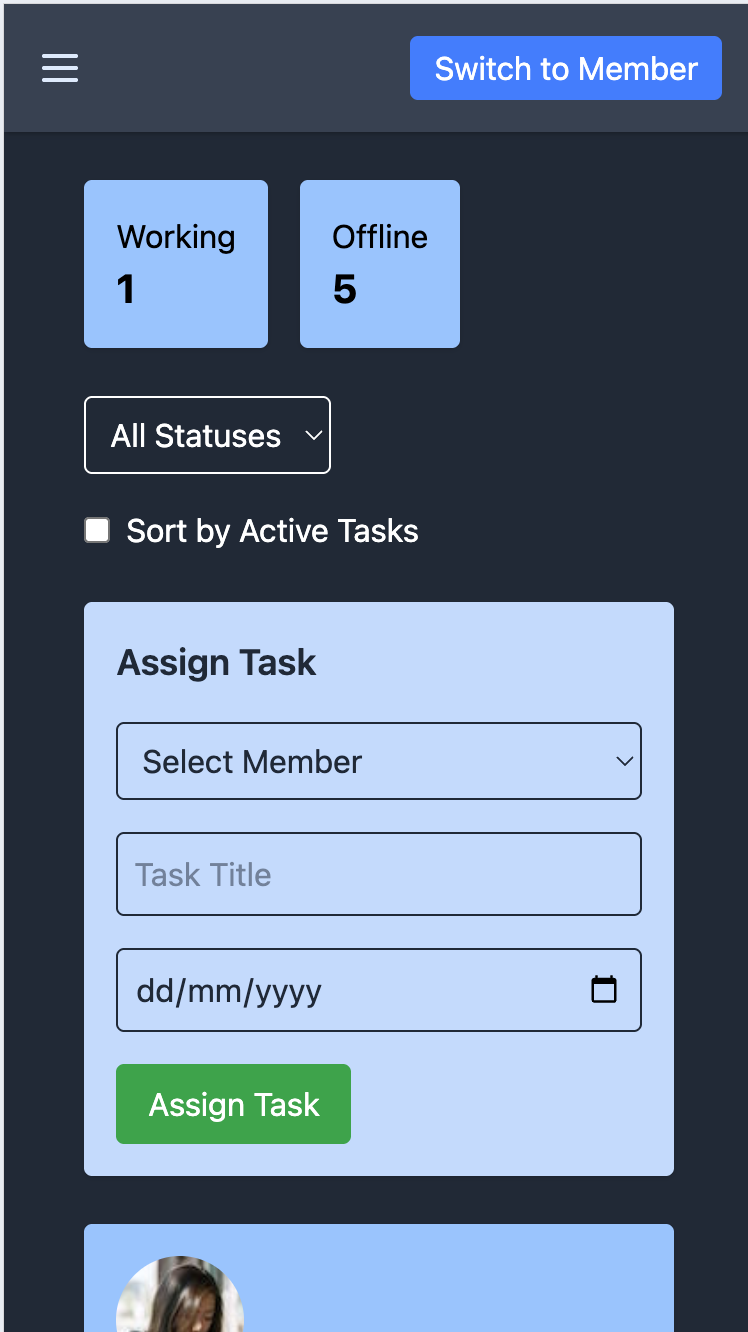 Switch to Member
Working
1
Offline
5
All Statuses
Sort by Active Tasks
Assign Task
Select Member
Task Title
dd/mm/yyyy
Assign Task